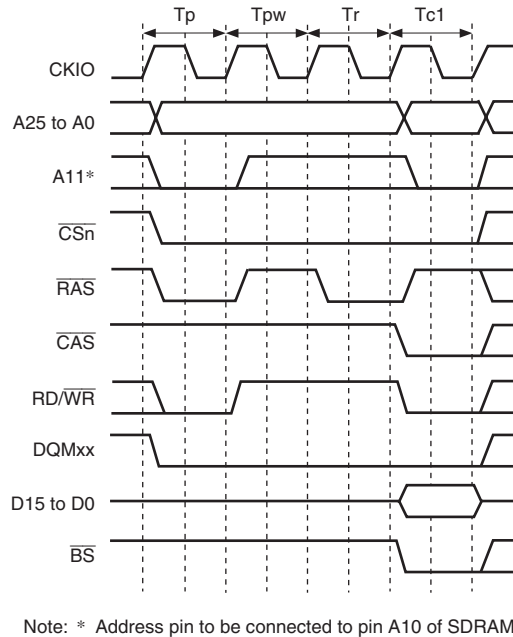 Tp Tpw Tr Tc1
CKIO
A25 to A0
A11*
CSn
RAS
CAS
RD/WR
DQMxx
D15 to D0
BS
Note: * Address pin to be connected to pin A10 of SDRAM